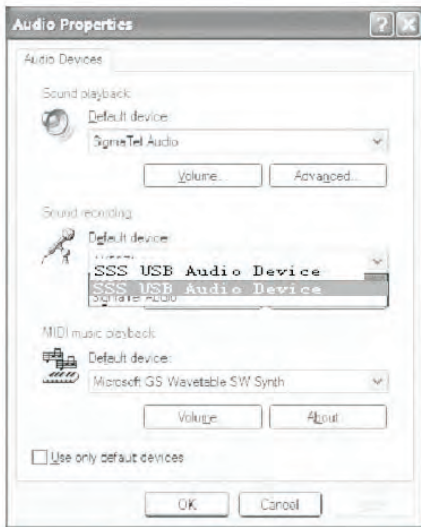 Audio Properties
Audio Devices
Sound playback
Default device:
SigmaTel Audio
Volume...
Advanced...
Sound recording
Default device:
SSS USB Audio Device
SSS USB Audio Device
SigmaTel Audio
MIDI music playback
Default device:
Microsoft GS Wavetable SW Synth
Volume
About
Use only default devices
OK
Cancel